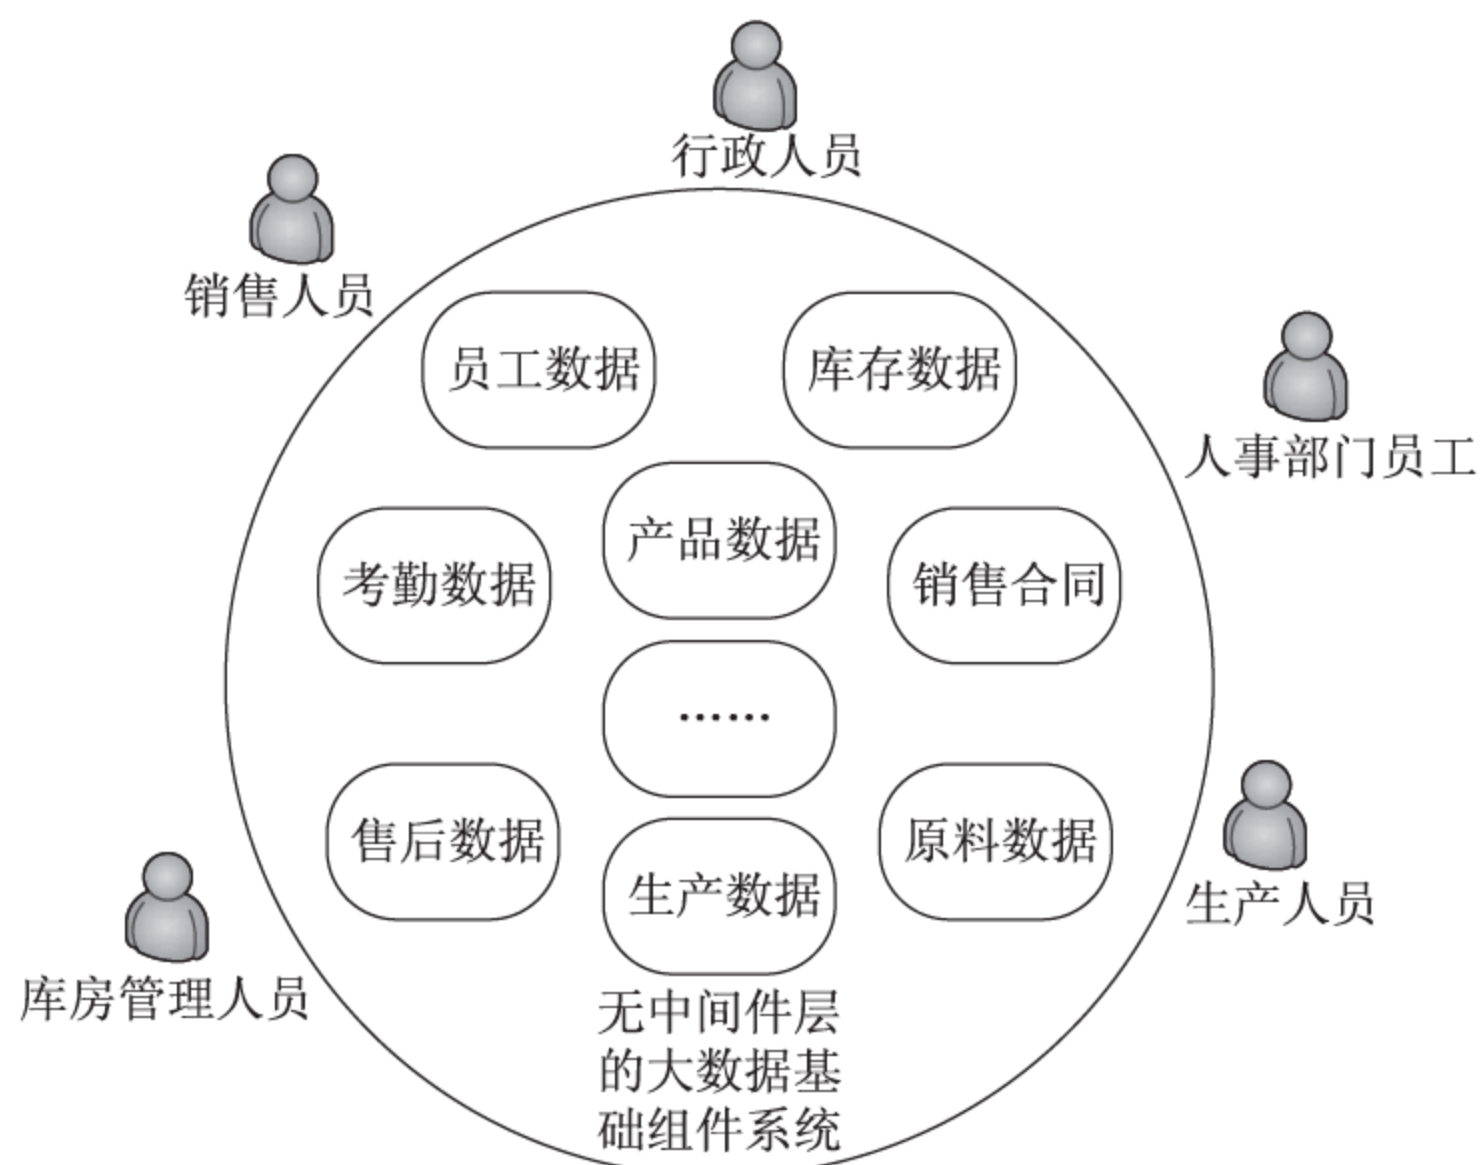 行政人员
销售人员
员工数据
库存数据
人事部门员工
产品数据
考勤数据
销售合同
……
售后数据
原料数据
生产数据
生产人员
库房管理人员
无中间件层
的大数据基
础组件系统